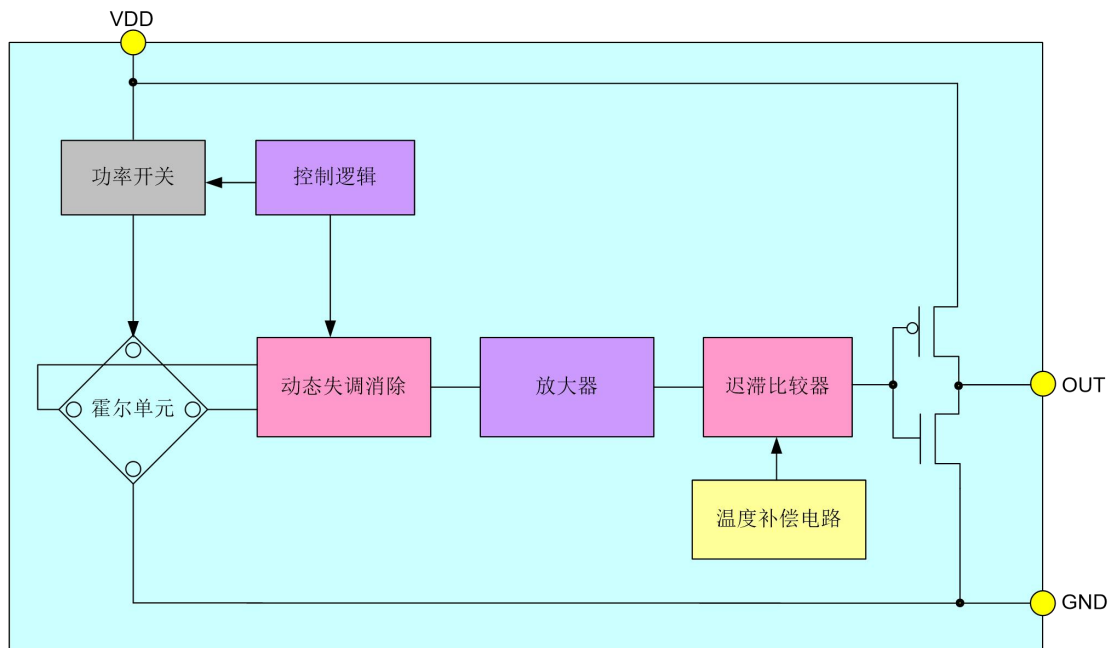 VDD
功率开关
控制逻辑
霍尔单元
动态失调消除
放大器
迟滞比较器
OUT
温度补偿电路
GND